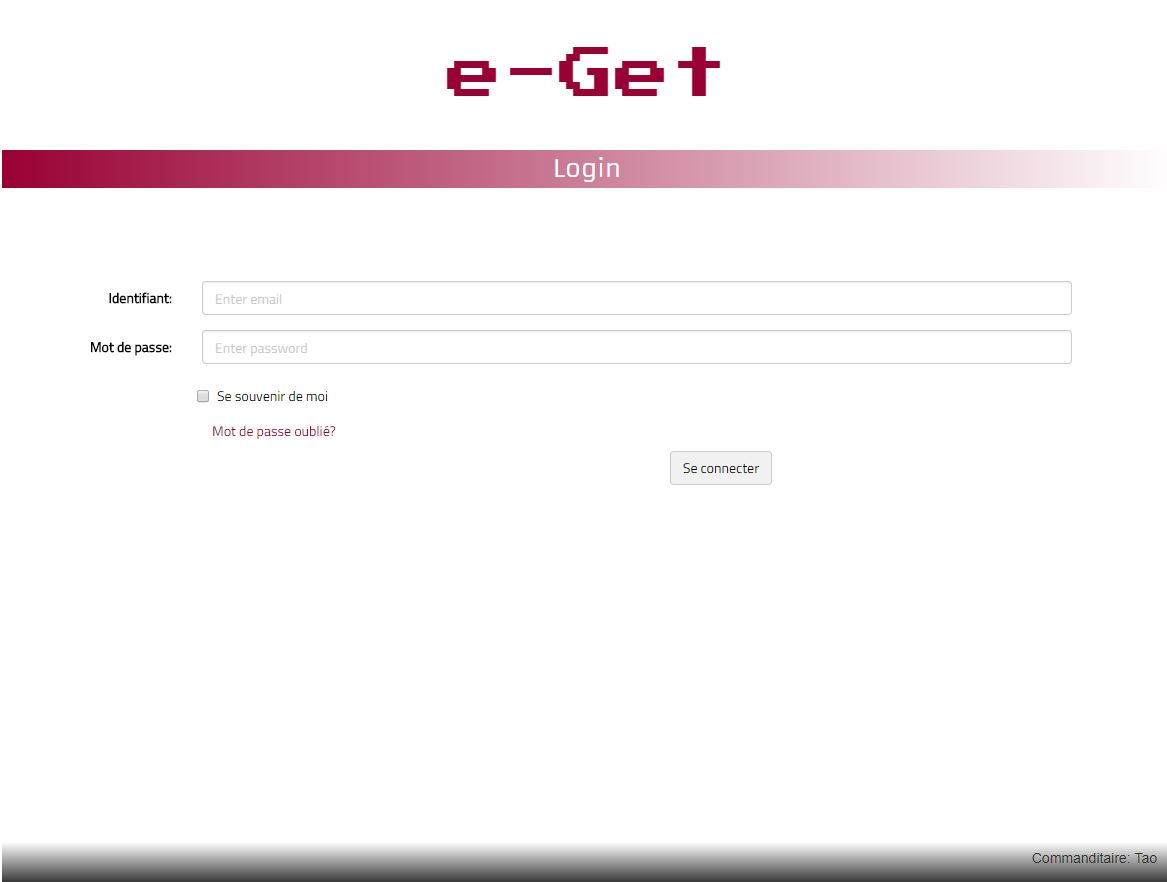 e-Get
Login
Identifiant:
Enter email
Mot de passe:
Enter password
Se souvenir de moi
Mot de passe oublié?
Se connecter
Commanditaire: Tao